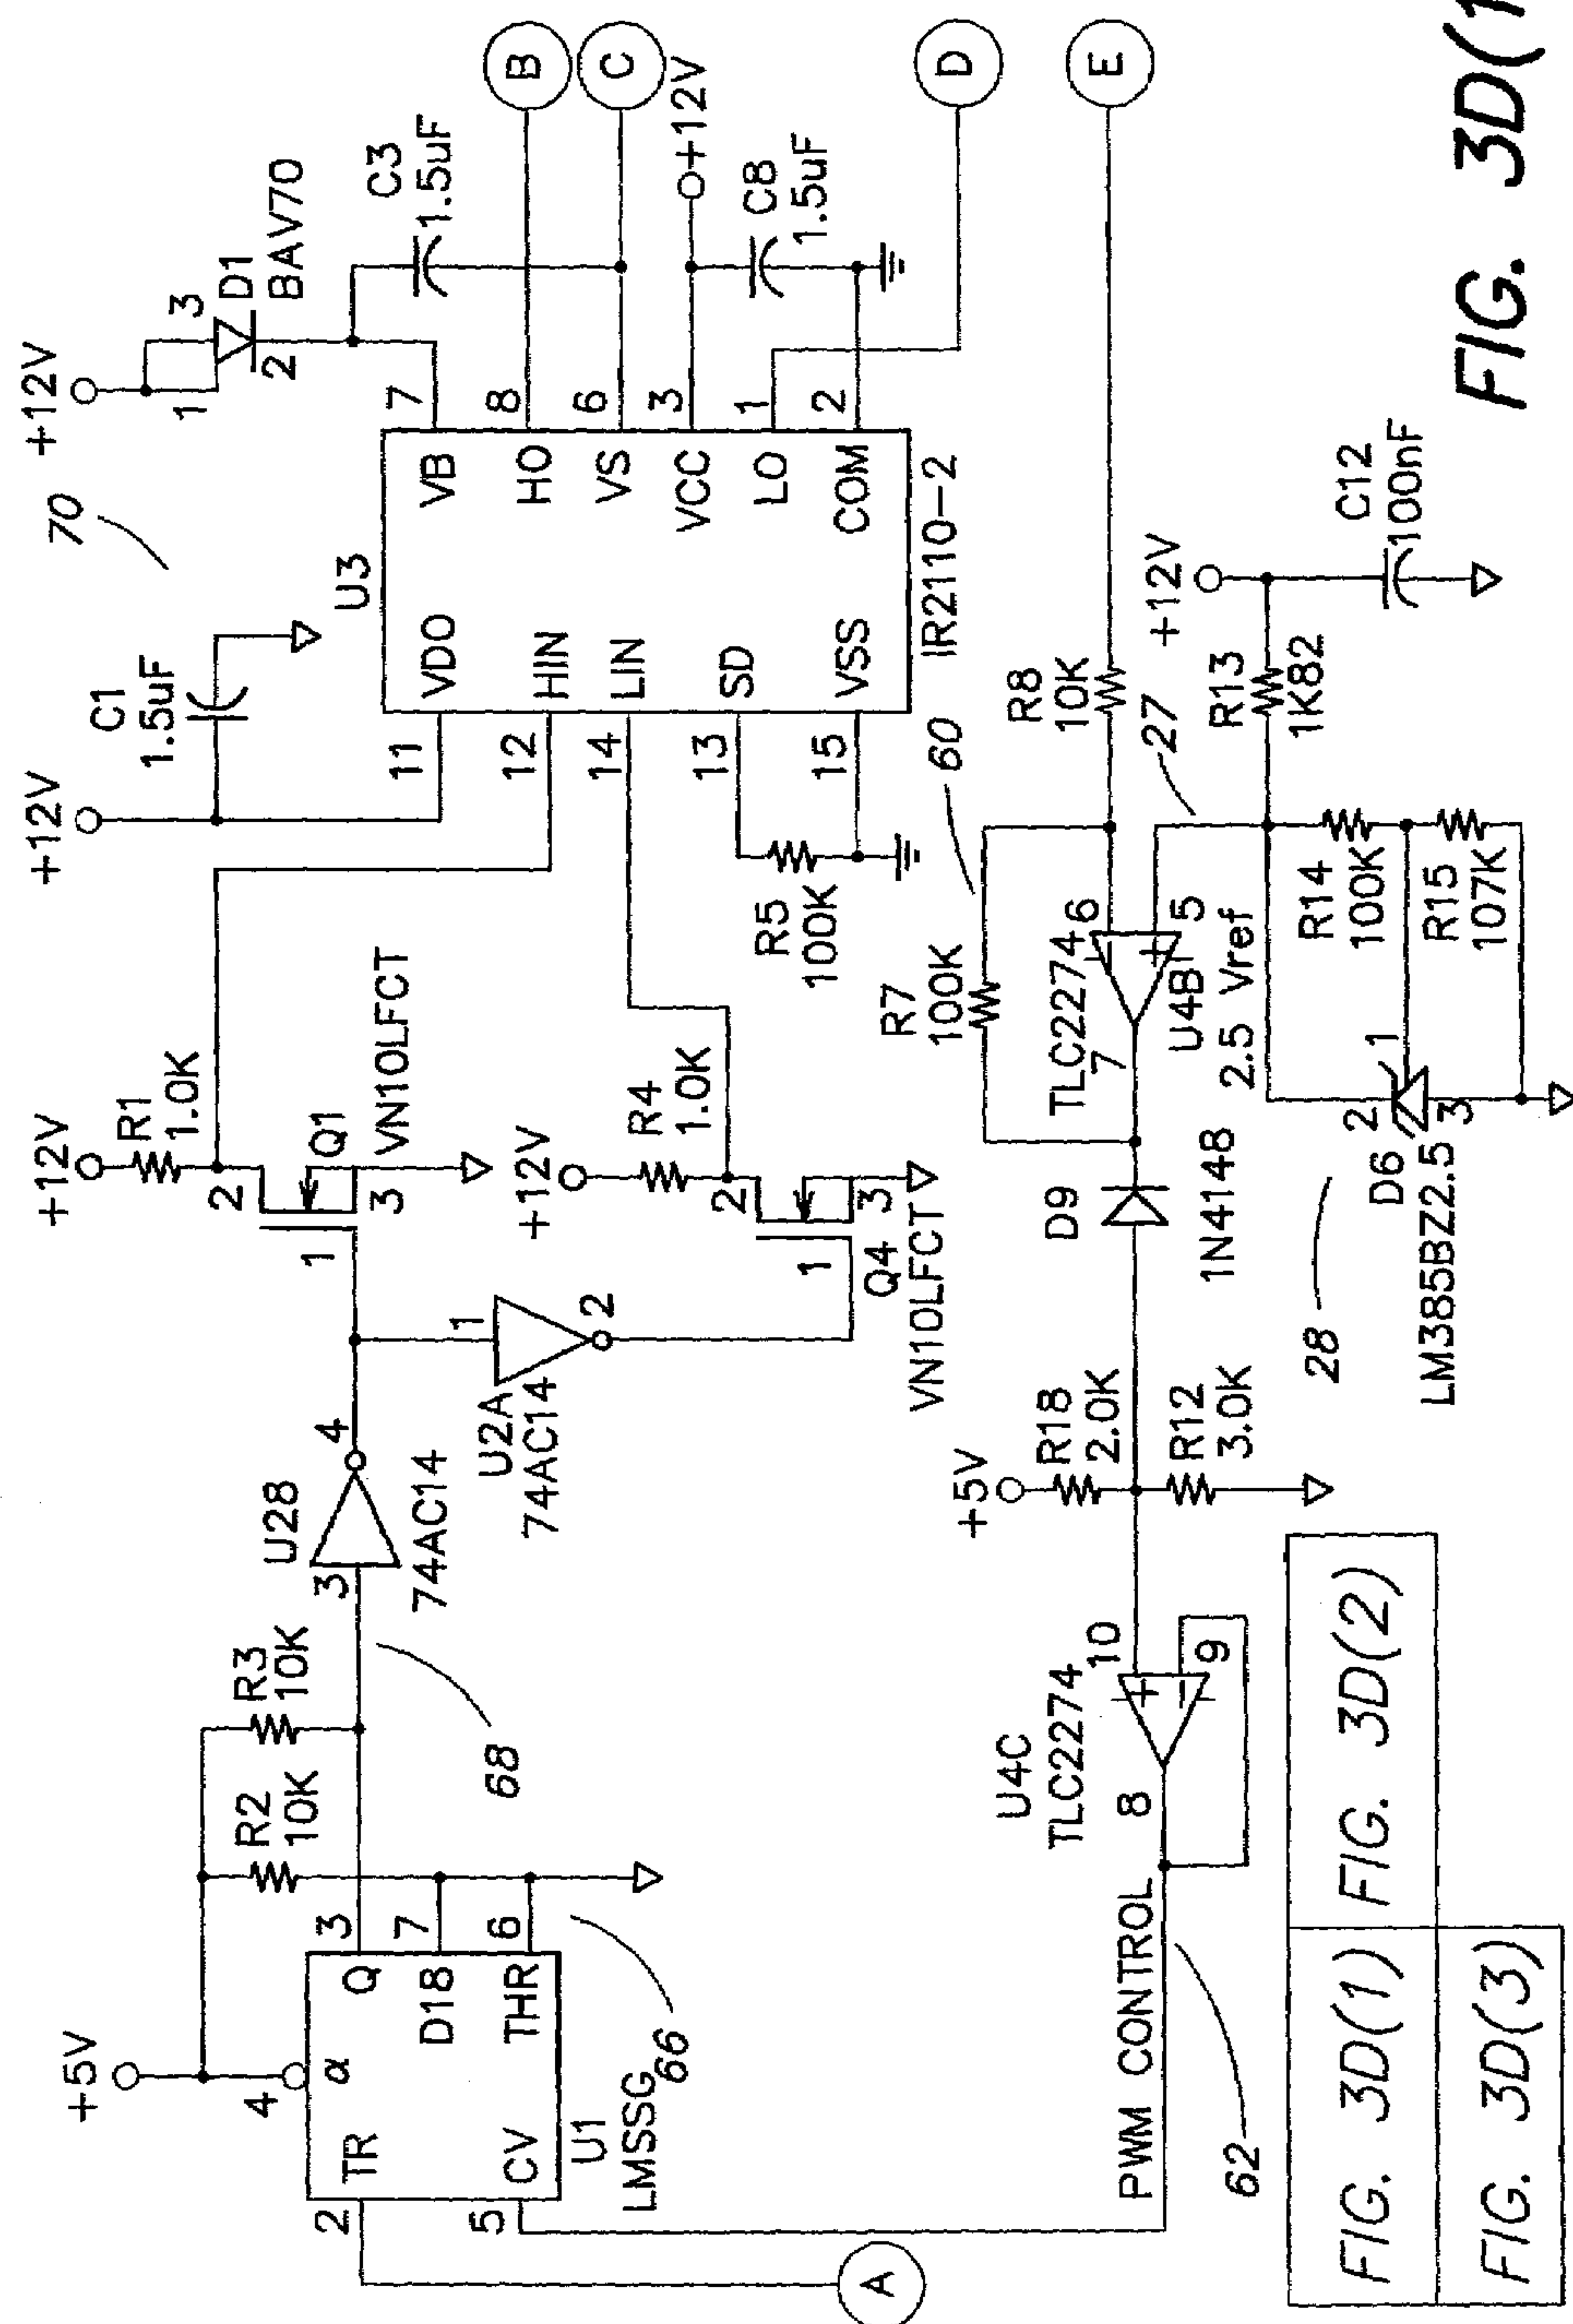 +5V
4
α
2
TR
Q
3
D18
7
THR
6
5
CV
U1
LMSSG
66
A
R2
10K
R3
10K
68
U28
3
4
74AC14
U2A
74AC14
1
2
+12V
R1
1.0K
2
1
3
Q1
VN10LFCT
+12V
R4
1.0K
2
1
3
Q4
VN10LFCT
+12V
C1
1.5uF
70
U3
11
VDO
12
HIN
14
LIN
13
SD
15
VSS
VB
7
HO
8
VS
6
VCC
3
LO
1
COM
2
IR2110-2
R5
100K
+12V
1
3
2
D1
BAV70
C3
1.5uF
+12V
C8
1.5uF
B
C
D
E
PWM CONTROL
8
62
U4C
TLC2274
10
9
+
-
+5V
R18
2.0K
R12
3.0K
D9
1N4148
R7
100K
60
TLC2274
7
U4B
6
5
-
+
2.5 Vref
R8
10K
27
R13
1K82
+12V
C12
100nF
R14
100K
R15
107K
28
D6
LM385BZ2.5
2
1
3
FIG. 3D(1)
FIG. 3D(2)
FIG. 3D(3)
FIG. 3D(1